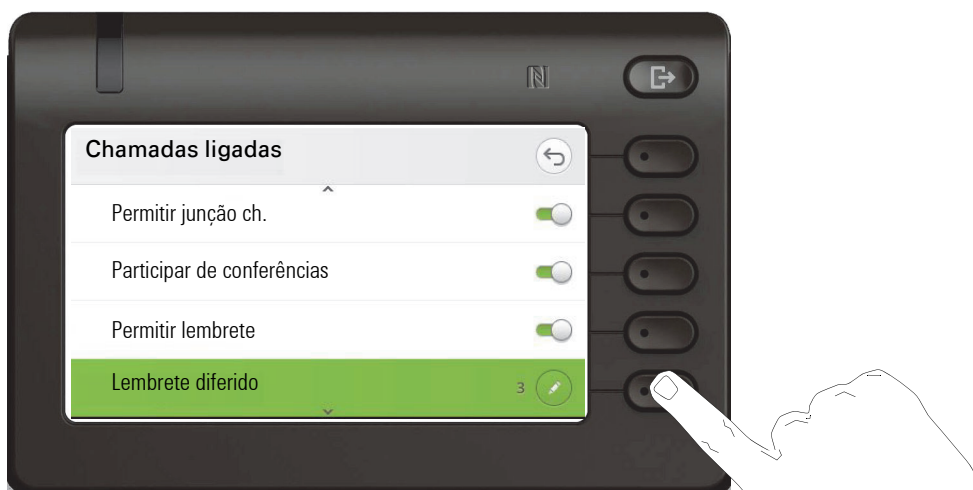 Chamadas ligadas
Permitir junção ch.
Participar de conferências
Permitir lembrete
Lembrete diferido 3